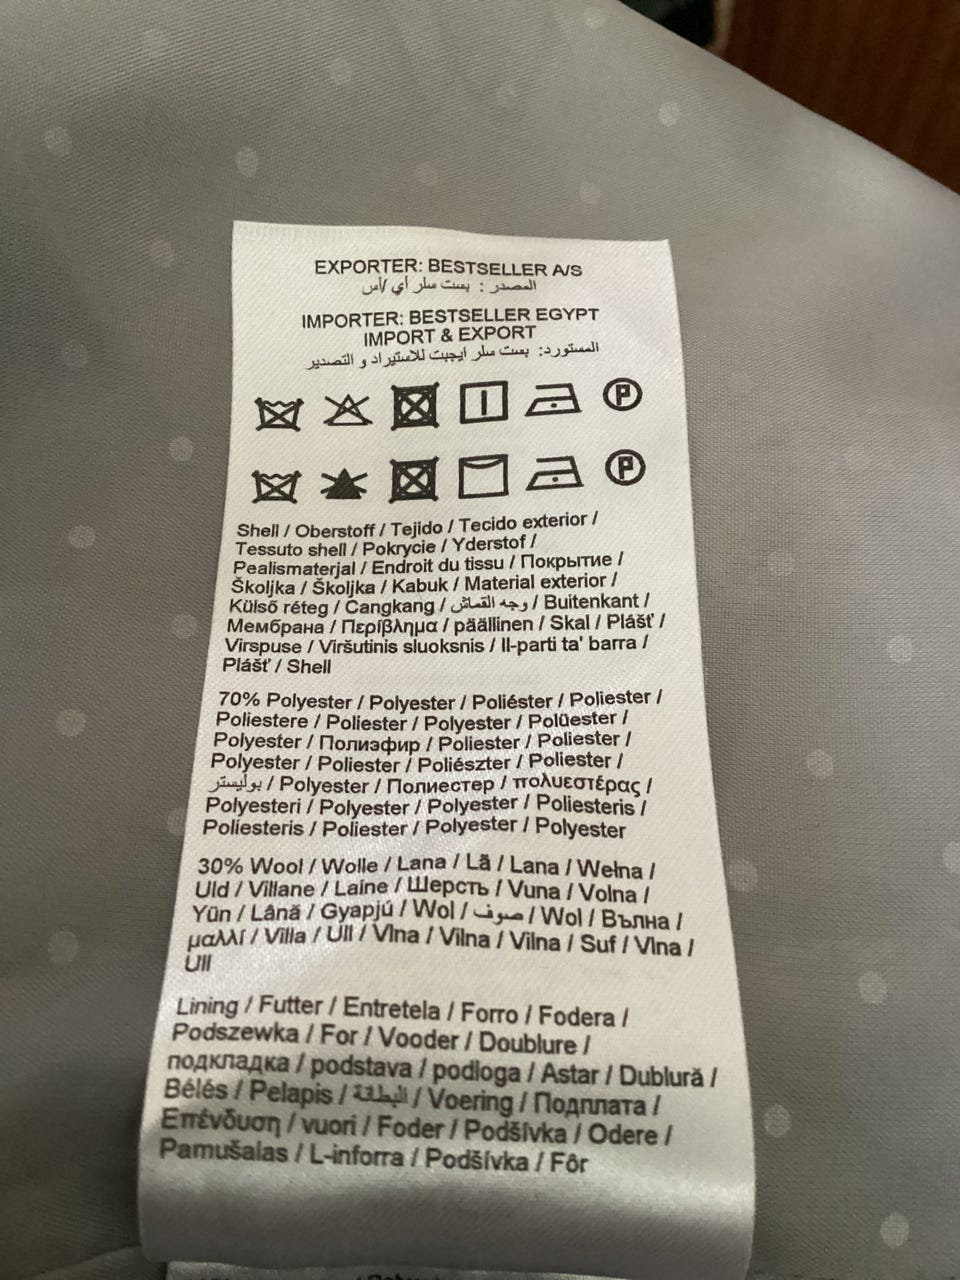 EXPORTER: BESTSELLER A/S
المصدر : بست سلر أي /أس
IMPORTER: BESTSELLER EGYPT
IMPORT & EXPORT
المستورد: بست سلر ايجيبت للاستيراد و التصدير
P
P
Shell / Oberstoff / Tejido / Tecido exterior /
Tessuto shell / Pokrycie / Yderstof /
Pealismaterjal / Endroit du tissu / Покрытие /
Školjka / Školjka / Kabuk / Material exterior /
Külső réteg / Cangkang / وجه القماش / Buitenkant /
Мембрана / Περίβλημα / päällinen / Skal / Plášť /
Virspuse / Viršutinis sluoksnis / Il-parti ta' barra /
Plášť / Shell
70% Polyester / Polyester / Poliéster / Poliester /
Poliestere / Poliester / Polyester / Polüester /
Polyester / Полиэфир / Poliester / Poliester /
Polyester / Poliester / Poliészter / Poliester /
بوليستر / Polyester / Полиестер / πολυεστέρας /
Polyesteri / Polyester / Polyester / Poliesteris /
Poliesteris / Poliester / Polyester / Polyester
30% Wool / Wolle / Lana / Lã / Lana / Wełna /
Uld / Villane / Laine / Шерсть / Vuna / Volna /
Yün / Lână / Gyapjú / Wol / صوف / Wol / Вълна /
μαλλί / Villa / Ull / Vlna / Vilna / Vilna / Suf / Vlna /
Ull
Lining / Futter / Entretela / Forro / Fodera /
Podszewka / For / Vooder / Doublure /
подкладка / podstava / podloga / Astar / Dublură /
Bélés / Pelapis / البطانة / Voering / Подплата /
Επένδυση / vuori / Foder / Podšívka / Odere /
Pamušalas / L-inforra / Podšívka / Fôr